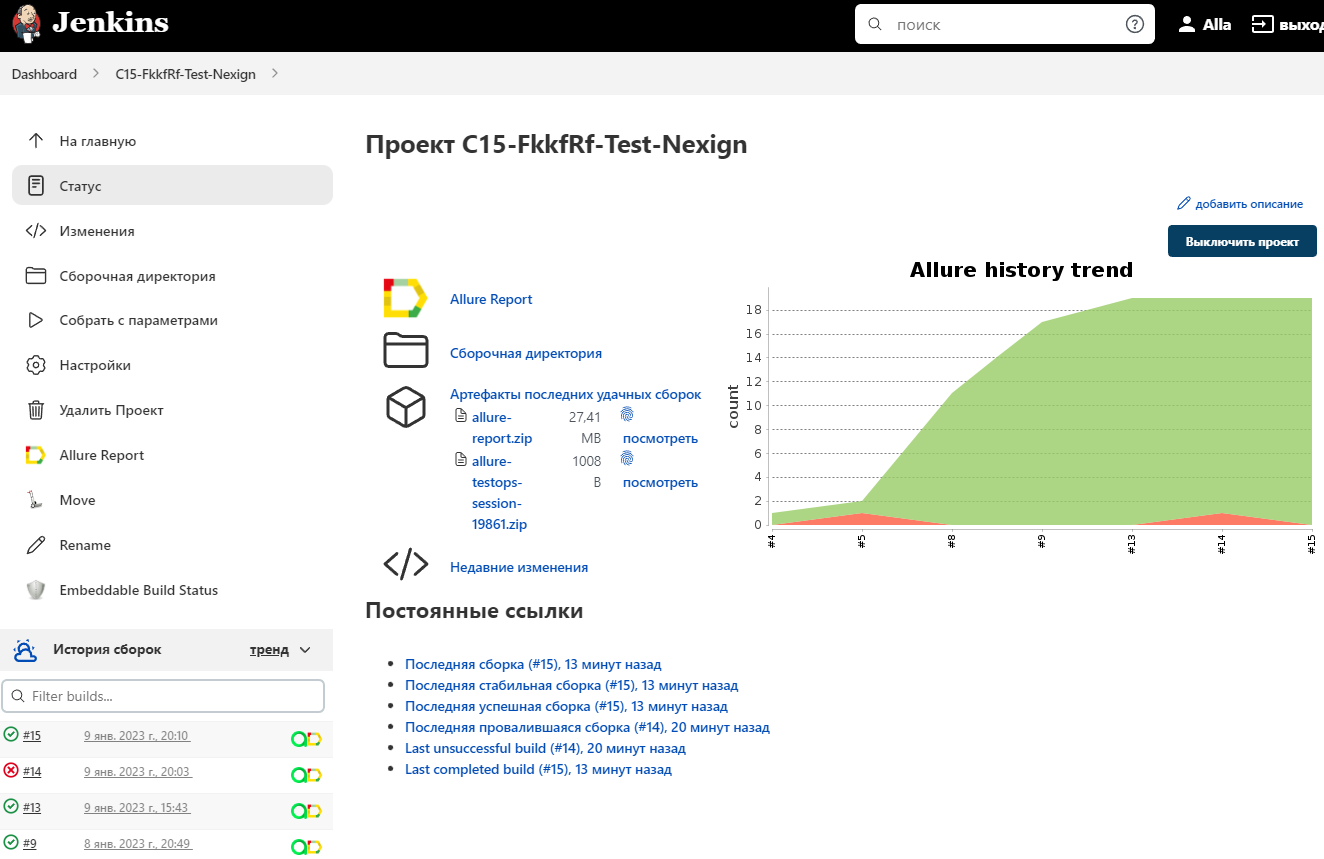 Jenkins
поиск
Alla
выход
Dashboard
C15-FkkfRf-Test-Nexign
На главную
Статус
Изменения
Сборочная директория
Собрать с параметрами
Настройки
Удалить Проект
Allure Report
Move
Rename
Embeddable Build Status
История сборок
тренд
Filter builds...
#15 9 янв. 2023 г., 20:10
#14 9 янв. 2023 г., 20:03
#13 9 янв. 2023 г., 15:43
#9 8 янв. 2023 г., 20:49
Проект C15-FkkfRf-Test-Nexign
добавить описание
Выключить проект
Allure Report
Сборочная директория
Артефакты последних удачных сборок
allure- 27,41
report.zip MB посмотреть
allure- 1008
testops- B посмотреть
session-
19861.zip
Недавние изменения
Allure history trend
count
18
16
14
12
10
8
6
4
2
0
#4 #5 #8 #9 #13 #14 #15
Постоянные ссылки
Последняя сборка (#15), 13 минут назад
Последняя стабильная сборка (#15), 13 минут назад
Последняя успешная сборка (#15), 13 минут назад
Последняя провалившаяся сборка (#14), 20 минут назад
Last unsuccessful build (#14), 20 минут назад
Last completed build (#15), 13 минут назад